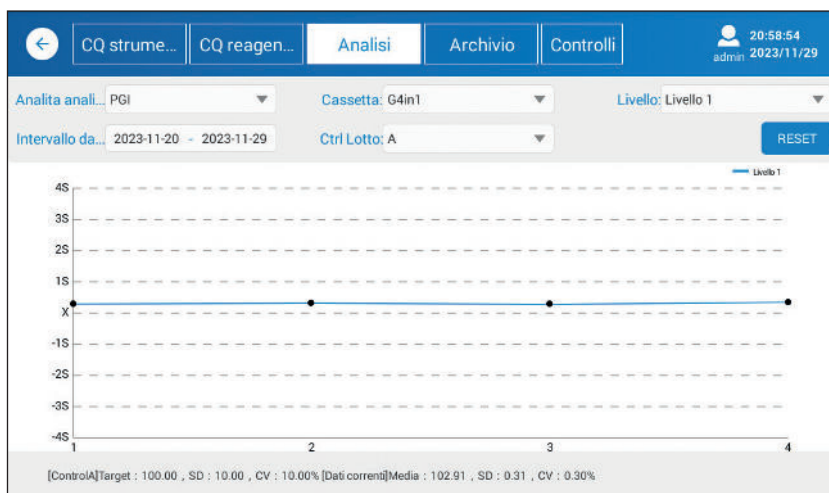 CQ strume... CQ reagen... Analisi Archivio Controlli
20:58:54
admin 2023/11/29
Analita anali... PGI Cassetta: G4in1 Livello: Livello 1
Intervallo da... 2023-11-20 - 2023-11-29 Ctrl Lotto: A RESET
Livello 1
4S
3S
2S
1S
X
-1S
-2S
-3S
-4S
1 2 3 4
[ControlA]Target : 100.00 , SD : 10.00 , CV : 10.00% [Dati correnti]Media : 102.91 , SD : 0.31 , CV : 0.30%